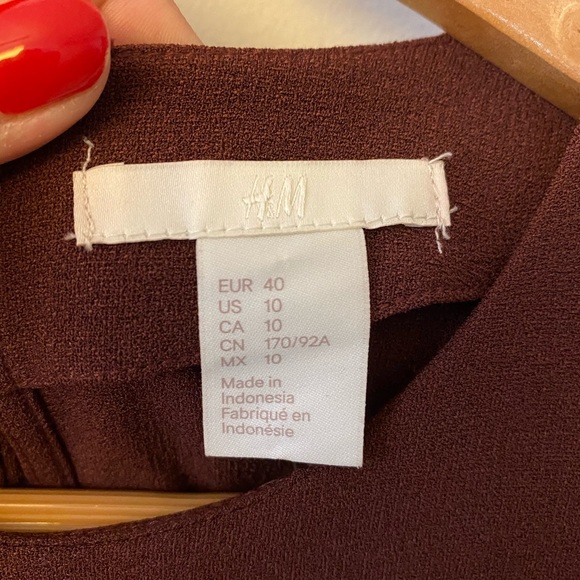 H&M
EUR 40
US 10
CA 10
CN 170/92A
MX 10
Made in
Indonesia
Fabriqué en
Indonésie